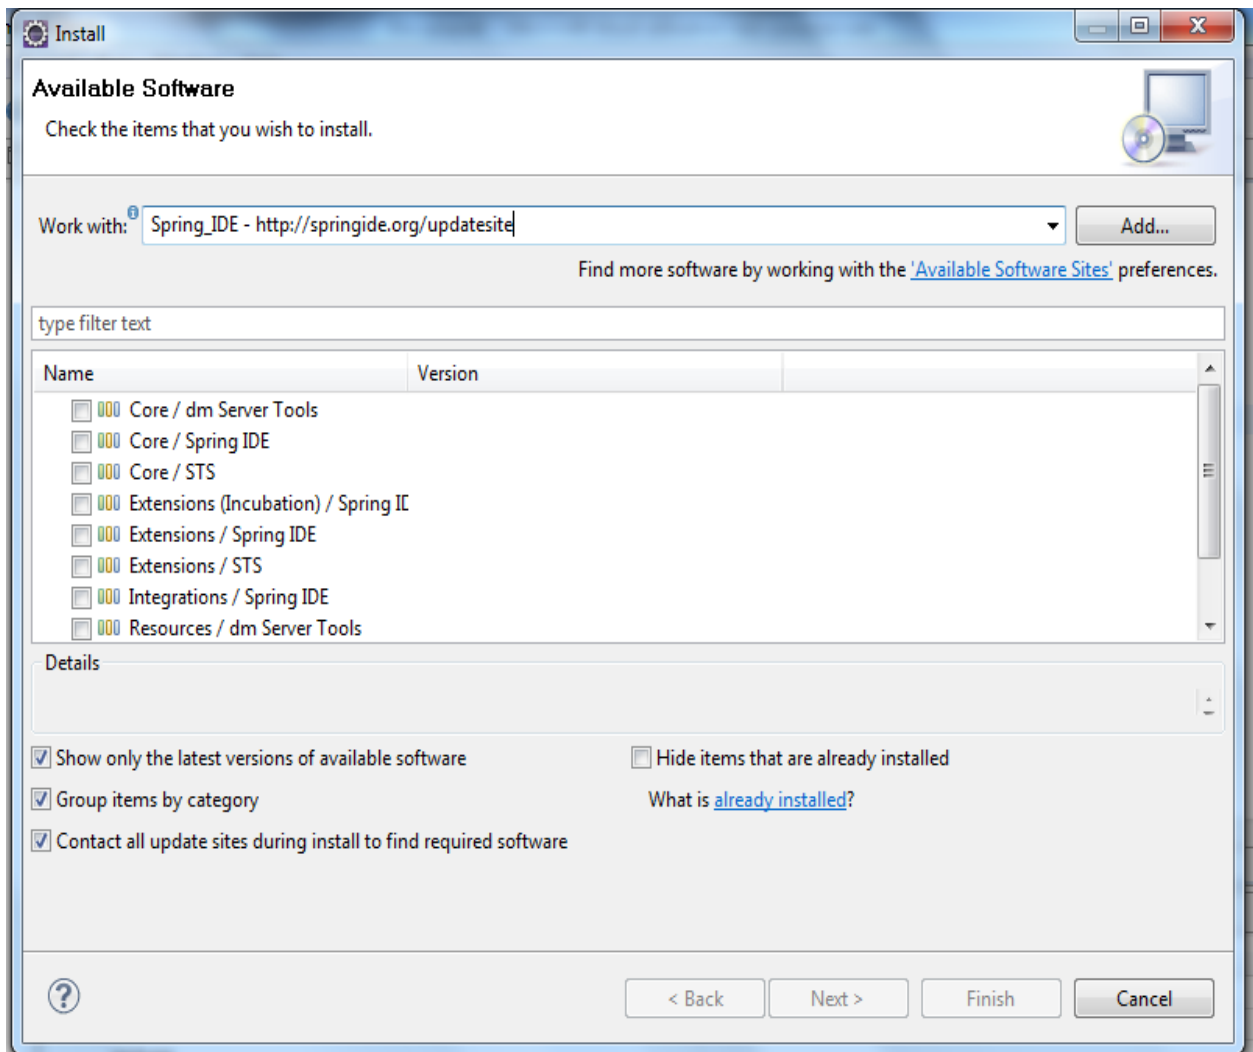 Install
Available Software
Check the items that you wish to install.
Work with: Spring_IDE - http://springide.org/updatesite Add...
Find more software by working with the 'Available Software Sites' preferences.
type filter text
Name Version
Core / dm Server Tools
Core / Spring IDE
Core / STS
Extensions (Incubation) / Spring IE
Extensions / Spring IDE
Extensions / STS
Integrations / Spring IDE
Resources / dm Server Tools
Details
Show only the latest versions of available software Hide items that are already installed
Group items by category What is already installed?
Contact all update sites during install to find required software
? < Back Next > Finish Cancel